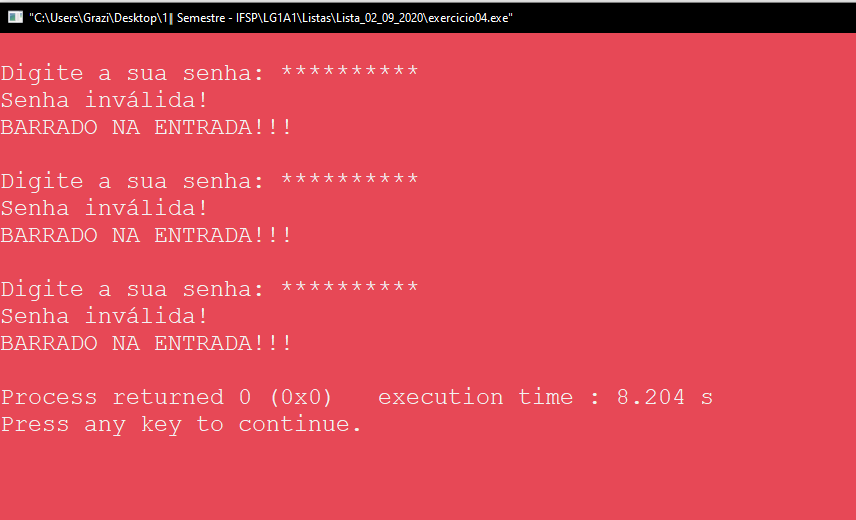 "C:\Users\Grazi\Desktop\1‖ Semestre - IFSP\LG1A1\Listas\Lista_02_09_2020\exercicio04.exe"
Digite a sua senha: **********
Senha inválida!
BARRADO NA ENTRADA!!!
Digite a sua senha: **********
Senha inválida!
BARRADO NA ENTRADA!!!
Digite a sua senha: **********
Senha inválida!
BARRADO NA ENTRADA!!!
Process returned 0 (0x0)   execution time : 8.204 s
Press any key to continue.